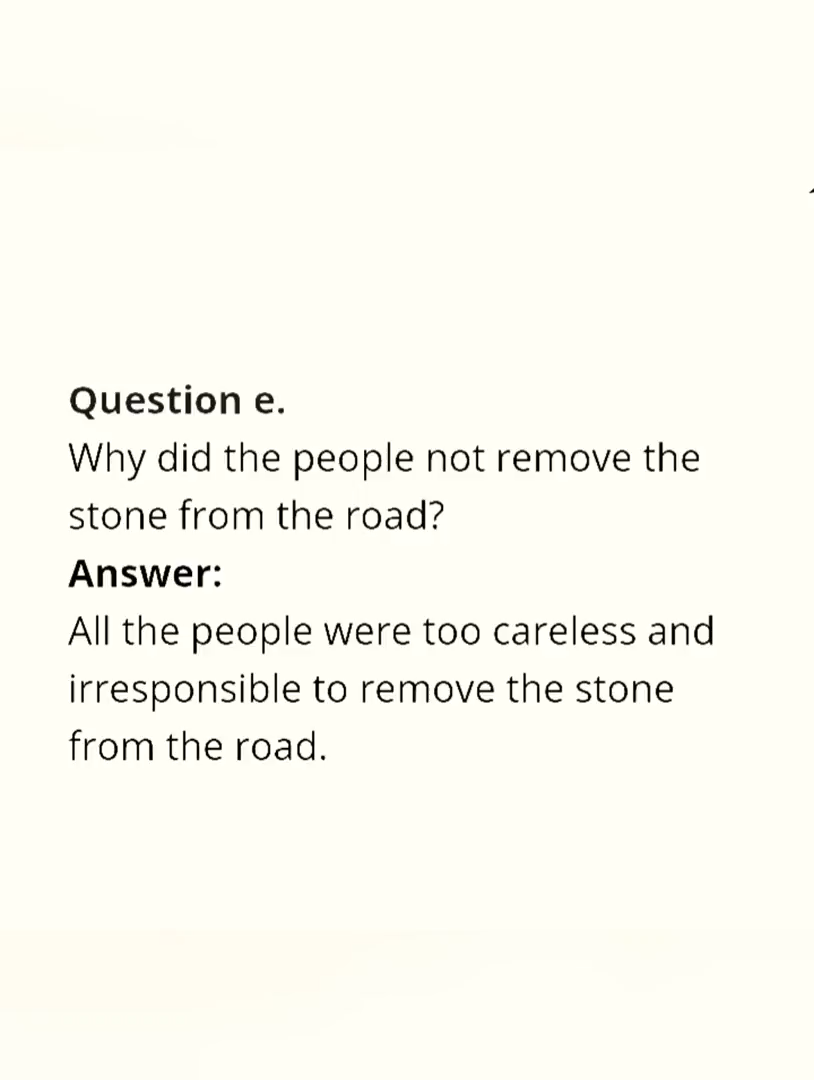 Question e.
Why did the people not remove the
stone from the road?
Answer:
All the people were too careless and
irresponsible to remove the stone
from the road.